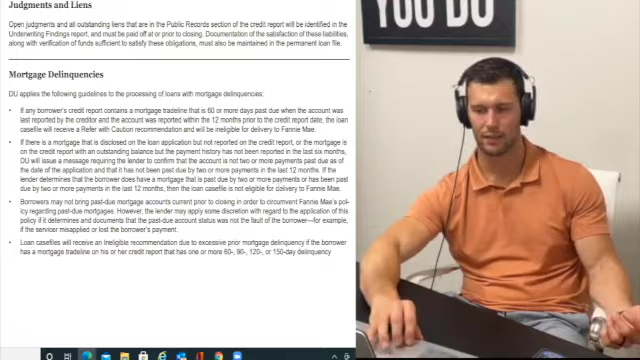 Judgments and Liens
Open judgments and all outstanding liens that are in the Public Records section of the credit report will be identified in the
Underwriting Findings report, and must be paid off at or prior to closing. Documentation of the satisfaction of these liabilities,
along with verification of funds sufficient to satisfy these obligations, must also be maintained in the permanent loan file.
Mortgage Delinquencies
DU applies the following guidelines to the processing of loans with mortgage delinquencies:
• If any borrower's credit report contains a mortgage tradeline that is 60 or more days past due when the account was
last reported by the creditor and the account was reported within the 12 months prior to the credit report date, the loan
casefile will receive a Refer with Caution recommendation and will be ineligible for delivery to Fannie Mae.
• If there is a mortgage that is disclosed on the loan application but not reported on the credit report, or the mortgage is
on the credit report with an outstanding balance but the payment history has not been reported in the last six months,
DU will issue a message requiring the lender to confirm that the account is not two or more payments past due as of
the date of the application and that it has not been past due by two or more payments in the last 12 months. If the
lender determines that the borrower does have a mortgage that is past due by two or more payments or has been past
due by two or more payments in the last 12 months, then the loan casefile is not eligible for delivery to Fannie Mae.
• Borrowers may not bring past-due mortgage accounts current prior to closing in order to circumvent Fannie Mae's pol-
icy regarding past-due mortgages. However, the lender may apply some discretion with regard to the application of this
policy if it determines and documents that the past-due account status was not the fault of the borrower—for example,
if the servicer misapplied or lost the borrower's payment.
• Loan casefiles will receive an Ineligible recommendation due to excessive prior mortgage delinquency if the borrower
has a mortgage tradeline on his or her credit report that has one or more 60-, 90-, 120-, or 150-day delinquency
YOU DO